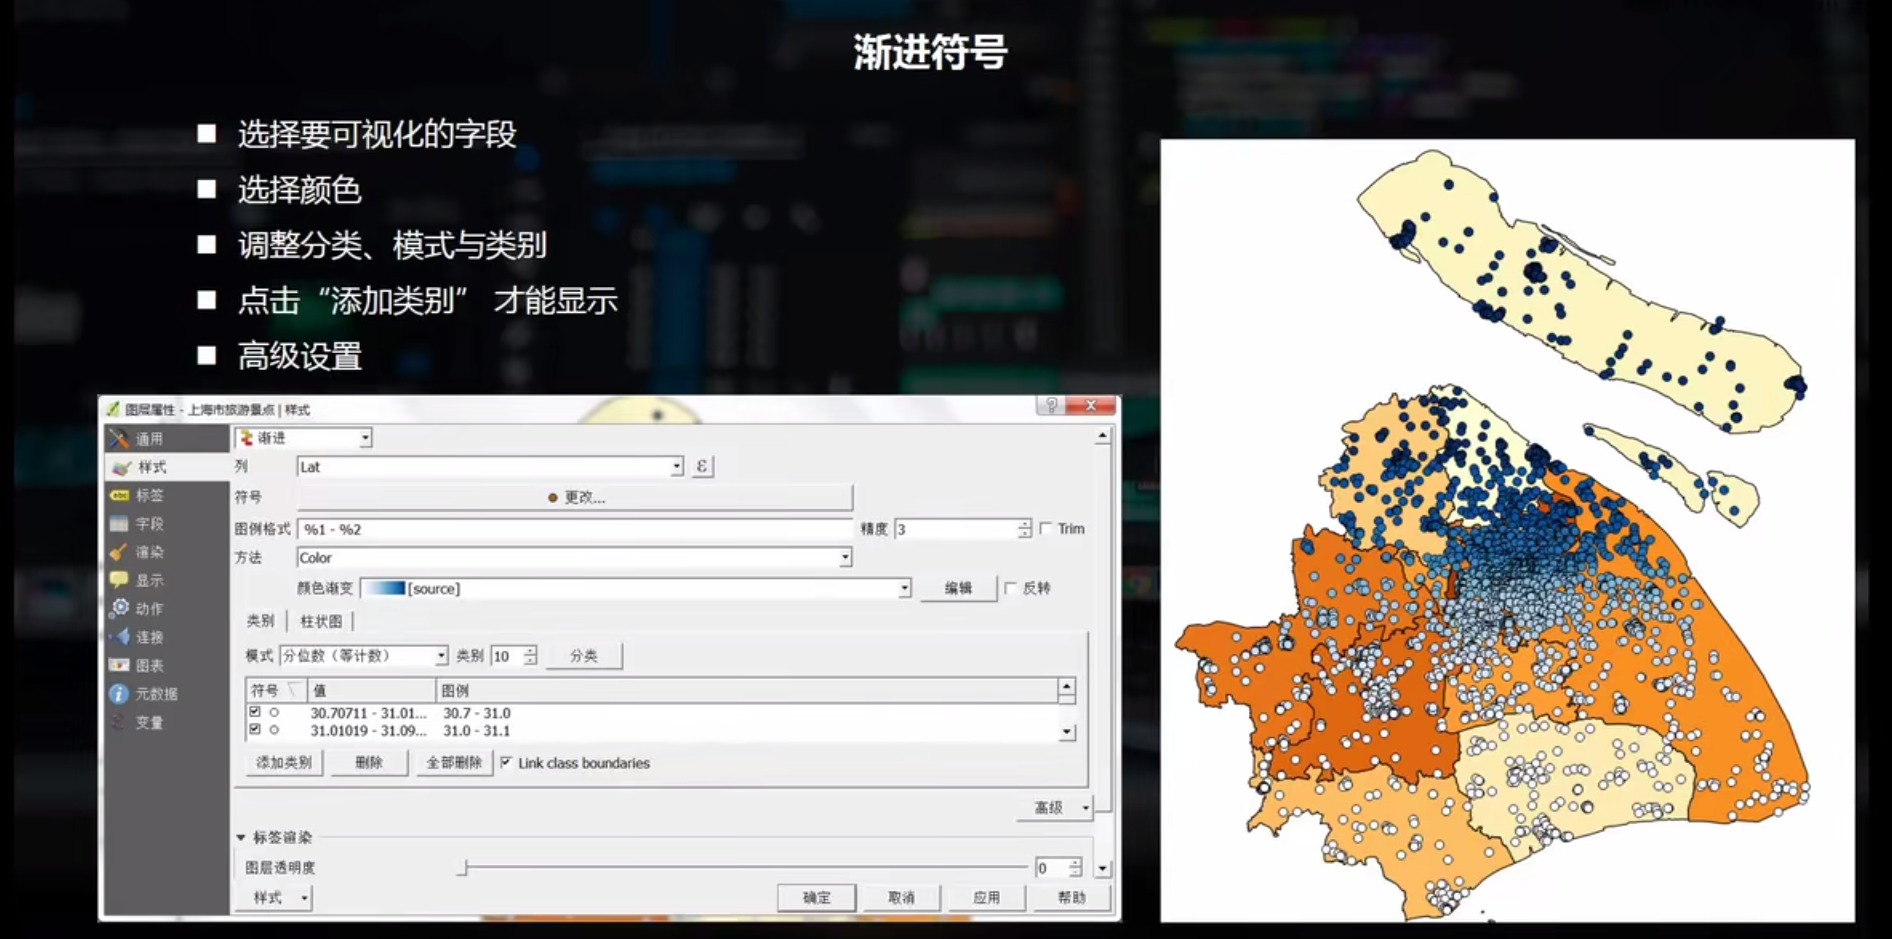 渐进符号
选择要可视化的字段
选择颜色
调整分类、模式与类别
点击“添加类别” 才能显示
高级设置
图层属性 - 上海市旅游景点 | 样式
?
X
通用
样式
标签
字段
渲染
显示
动作
连接
图表
元数据
变量
渐进
列 Lat ε
符号 更改...
图例格式 %1 - %2 精度 3 Trim
方法 Color
颜色渐变 [source] 编辑 反转
类别 柱状图
模式 分位数（等计数） 类别 10 分类
符号 值 图例
30.70711 - 31.01... 30.7 - 31.0
31.01019 - 31.09... 31.0 - 31.1
添加类别 删除 全部删除 Link class boundaries
高级
标签渲染
图层透明度 0
样式 确定 取消 应用 帮助